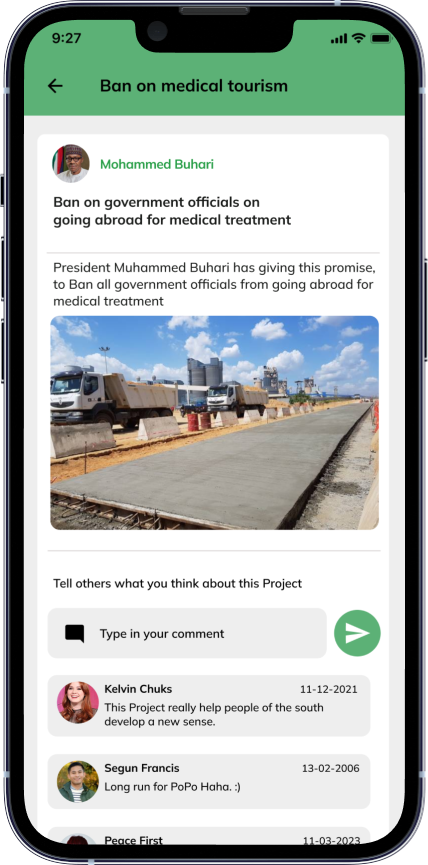 9:27
Ban on medical tourism
Mohammed Buhari
Ban on government officials on
going abroad for medical treatment
President Muhammed Buhari has giving this promise,
to Ban all government officials from going abroad for
medical treatment
Tell others what you think about this Project
Type in your comment
Kelvin Chuks 11-12-2021
This Project really help people of the south
develop a new sense.
Segun Francis 13-02-2006
Long run for PoPo Haha. :)
Peace First 11-03-2023